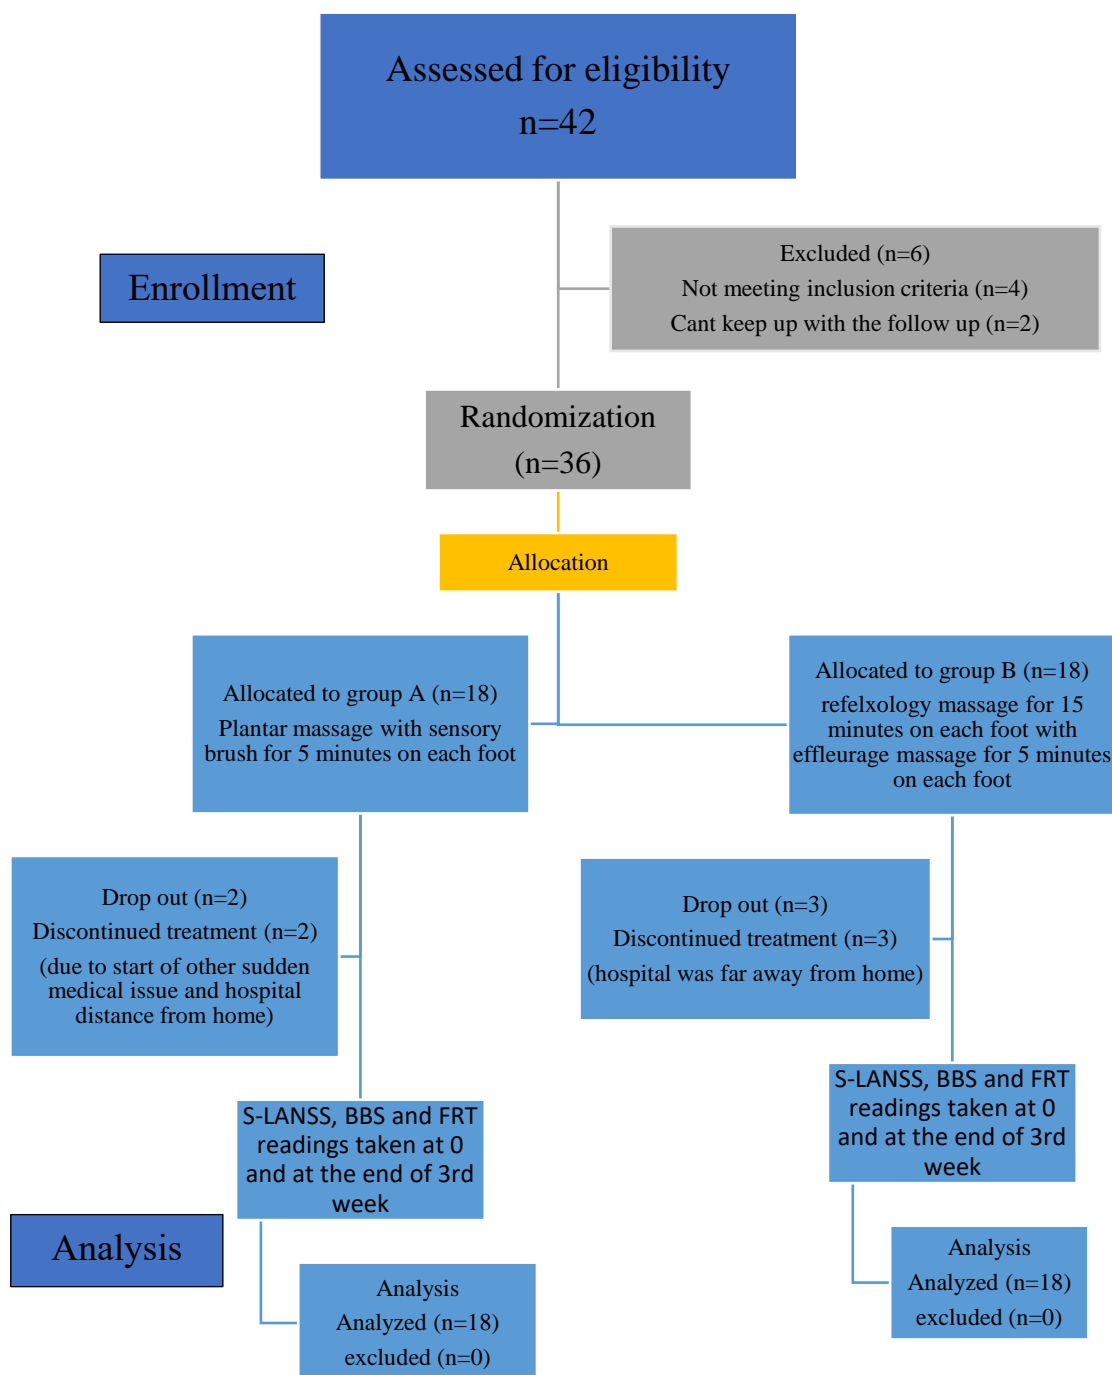 Assessed for eligibility
n=42
Enrollment
Excluded (n=6)
Not meeting inclusion criteria (n=4)
Cant keep up with the follow up (n=2)
Randomization
(n=36)
Allocation
Allocated to group A (n=18)
Plantar massage with sensory
brush for 5 minutes on each foot
Allocated to group B (n=18)
refelxology massage for 15
minutes on each foot with
effleurage massage for 5 minutes
on each foot
Drop out (n=2)
Discontinued treatment (n=2)
(due to start of other sudden
medical issue and hospital
distance from home)
Drop out (n=3)
Discontinued treatment (n=3)
(hospital was far away from home)
S-LANSS, BBS and FRT
readings taken at 0
and at the end of 3rd
week
S-LANSS, BBS and FRT
readings taken at 0
and at the end of 3rd
week
Analysis
Analysis
Analyzed (n=18)
excluded (n=0)
Analysis
Analyzed (n=18)
excluded (n=0)